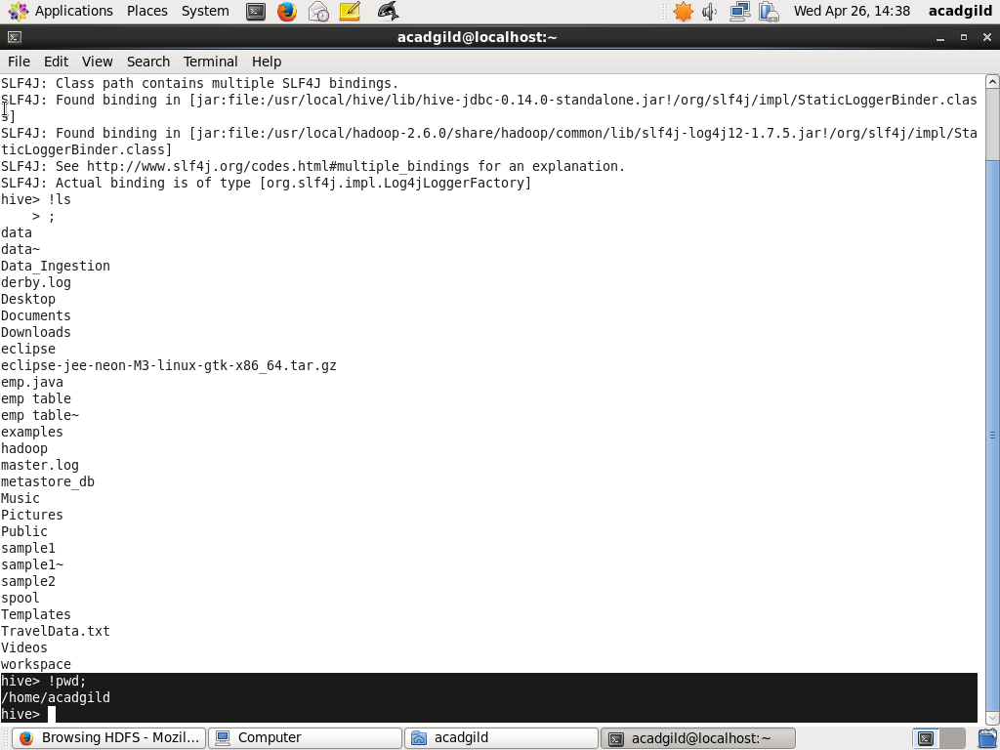 Applications Places System Wed Apr 26, 14:38 acadgild
acadgild@localhost:~
File Edit View Search Terminal Help
SLF4J: Class path contains multiple SLF4J bindings.
SLF4J: Found binding in [jar:file:/usr/local/hive/lib/hive-jdbc-0.14.0-standalone.jar!/org/slf4j/impl/StaticLoggerBinder.clas
s]
SLF4J: Found binding in [jar:file:/usr/local/hadoop-2.6.0/share/hadoop/common/lib/slf4j-log4j12-1.7.5.jar!/org/slf4j/impl/Sta
ticLoggerBinder.class]
SLF4J: See http://www.slf4j.org/codes.html#multiple_bindings for an explanation.
SLF4J: Actual binding is of type [org.slf4j.impl.Log4jLoggerFactory]
hive> !ls
    > ;
data
data~
Data_Ingestion
derby.log
Desktop
Documents
Downloads
eclipse
eclipse-jee-neon-M3-linux-gtk-x86_64.tar.gz
emp.java
emp table
emp table~
examples
hadoop
master.log
metastore_db
Music
Pictures
Public
sample1
sample1~
sample2
spool
Templates
TravelData.txt
Videos
workspace
hive> !pwd;
/home/acadgild
hive>
Browsing HDFS - Mozil... Computer acadgild acadgild@localhost:~